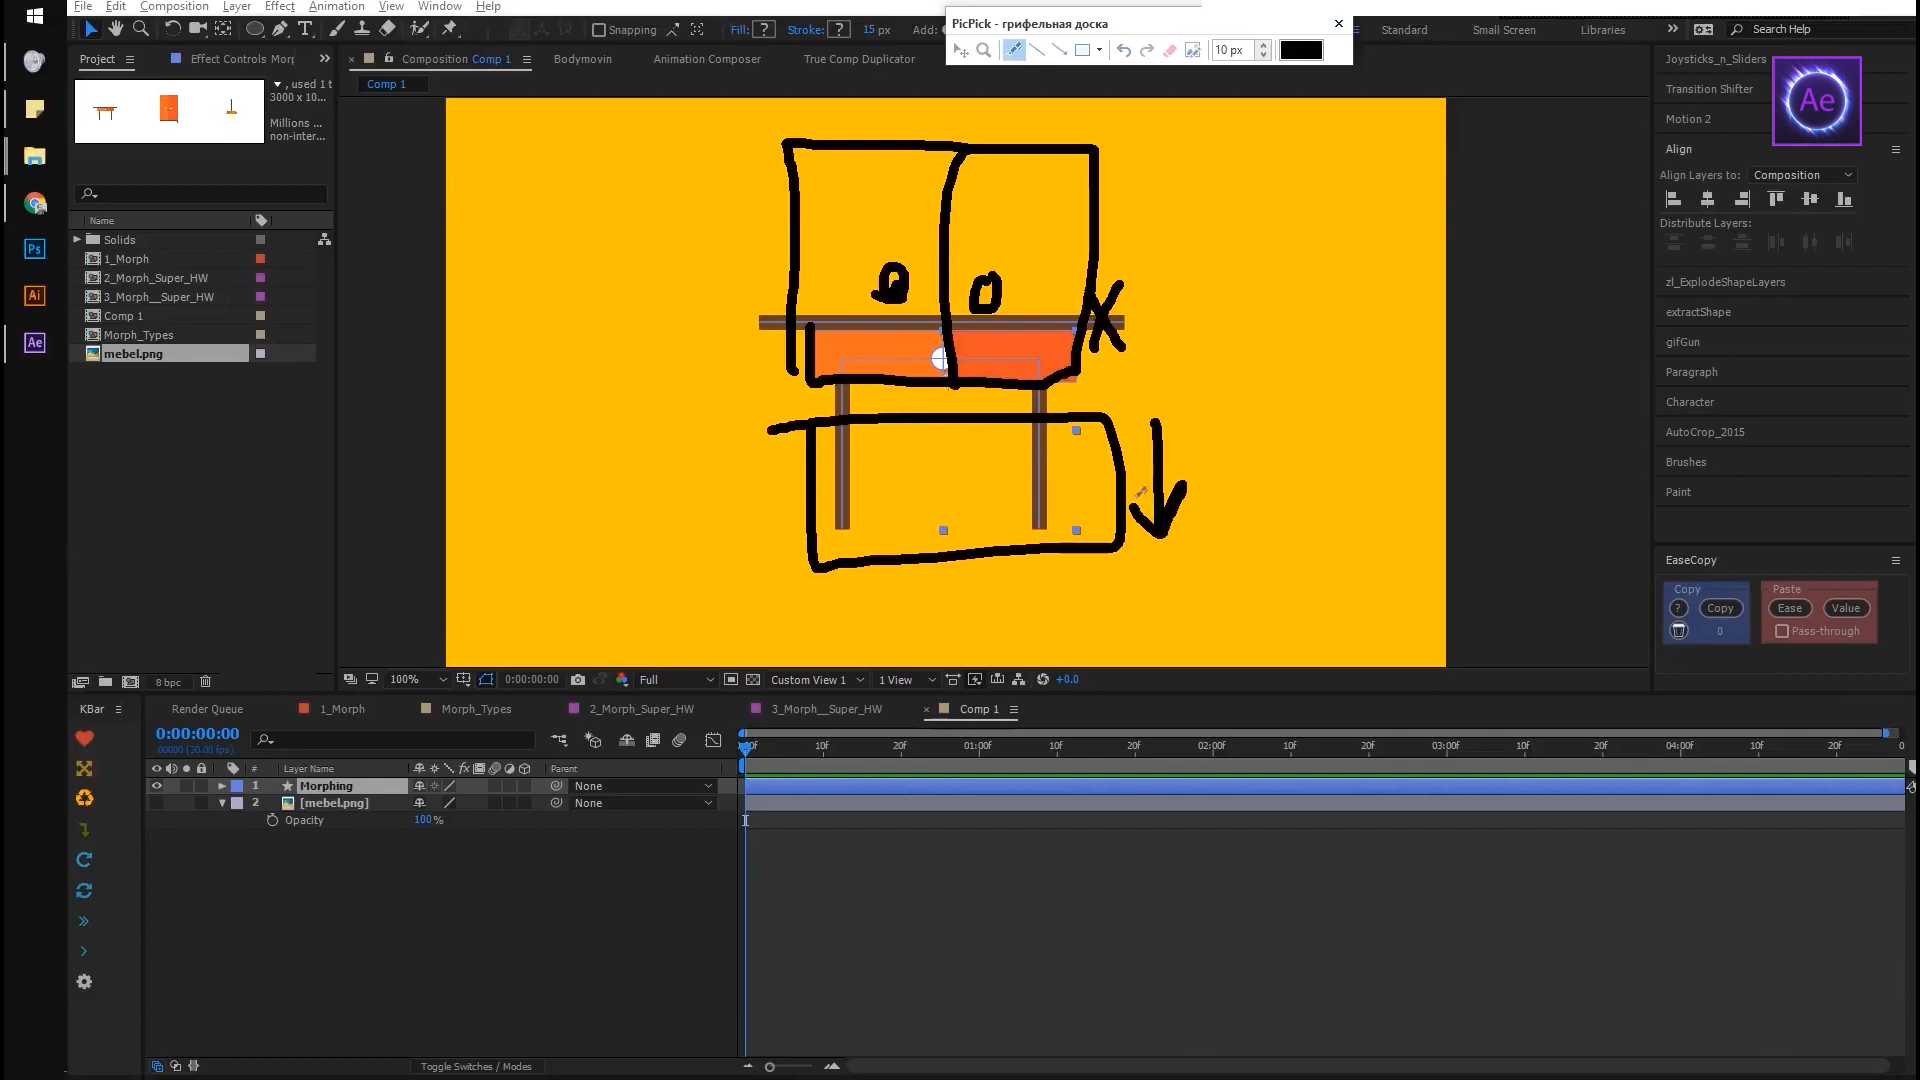 File Edit Composition Layer Effect Animation View Window Help
PicPick - грифельная доска
Snapping
Fill: ?
Stroke: ?
15 px
Add:
10 px
Standard
Small Screen
Libraries
Search Help
Project
Effect Controls Morp
Composition Comp 1
Bodymovin
Animation Composer
True Comp Duplicator
Comp 1
, used 1 t
3000 x 10...
Millions ...
non-inter...
Name
Solids
1_Morph
2_Morph_Super_HW
3_Morph__Super_HW
Comp 1
Morph_Types
mebel.png
8 bpc
X
Joysticks_n_Sliders
Transition Shifter
Motion 2
Ae
Align
Align Layers to: Composition
Distribute Layers:
zl_ExplodeShapeLayers
extractShape
gifGun
Paragraph
Character
AutoCrop_2015
Brushes
Paint
EaseCopy
Copy
Paste
? Copy
Ease
Value
0
Pass-through
Ps
Ai
Ae
100%
0:00:00:00
Full
Custom View 1
1 View
+0.0
KBar
Render Queue
1_Morph
Morph_Types
2_Morph_Super_HW
3_Morph__Super_HW
Comp 1
0:00:00:00
00000 (30.00 fps)
10f 20f 01:00f 10f 20f 02:00f 10f 20f 03:00f 10f 20f 04:00f 10f 20f
# Layer Name
Parent
1 Morphing
None
2 [mebel.png]
None
Opacity
100 %
Toggle Switches / Modes